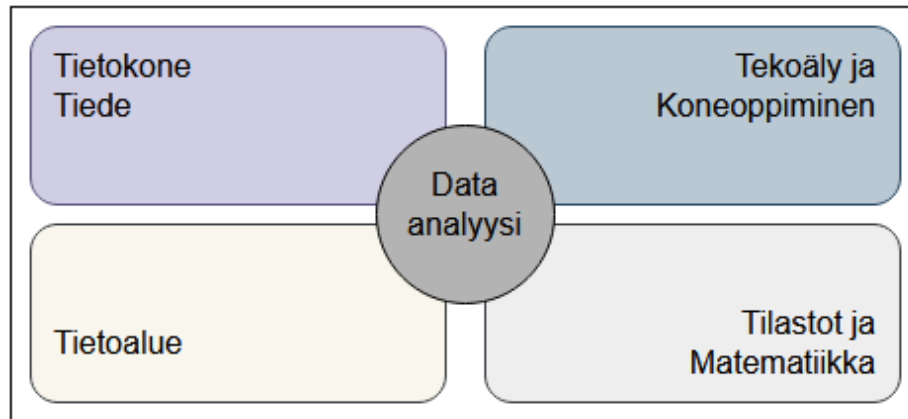 Tietokone
Tiede
Tekoäly ja
Koneoppiminen
Data
analyysi
Tietoalue
Tilastot ja
Matematiikka